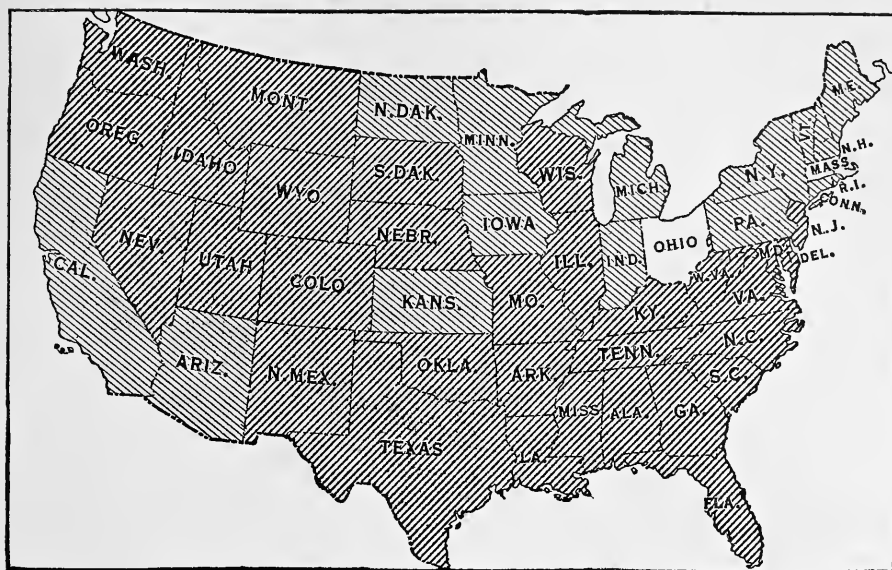 WASH.
MONT.
N.DAK.
MINN.
ME.
VT.
N.H.
OREG.
IDAHO
S.DAK.
WIS.
MICH.
N.Y.
MASS.
R.I.
CONN.
WYO.
IOWA
PA.
N.J.
NEBR.
NEV.
UTAH
COLO.
ILL.
IND.
OHIO
MD.
DEL.
W.VA.
VA.
CAL.
KANS.
MO.
KY.
ARIZ.
N.MEX.
OKLA.
ARK.
TENN.
N.C.
S.C.
MISS
ALA.
GA.
TEXAS
LA.
FLA.